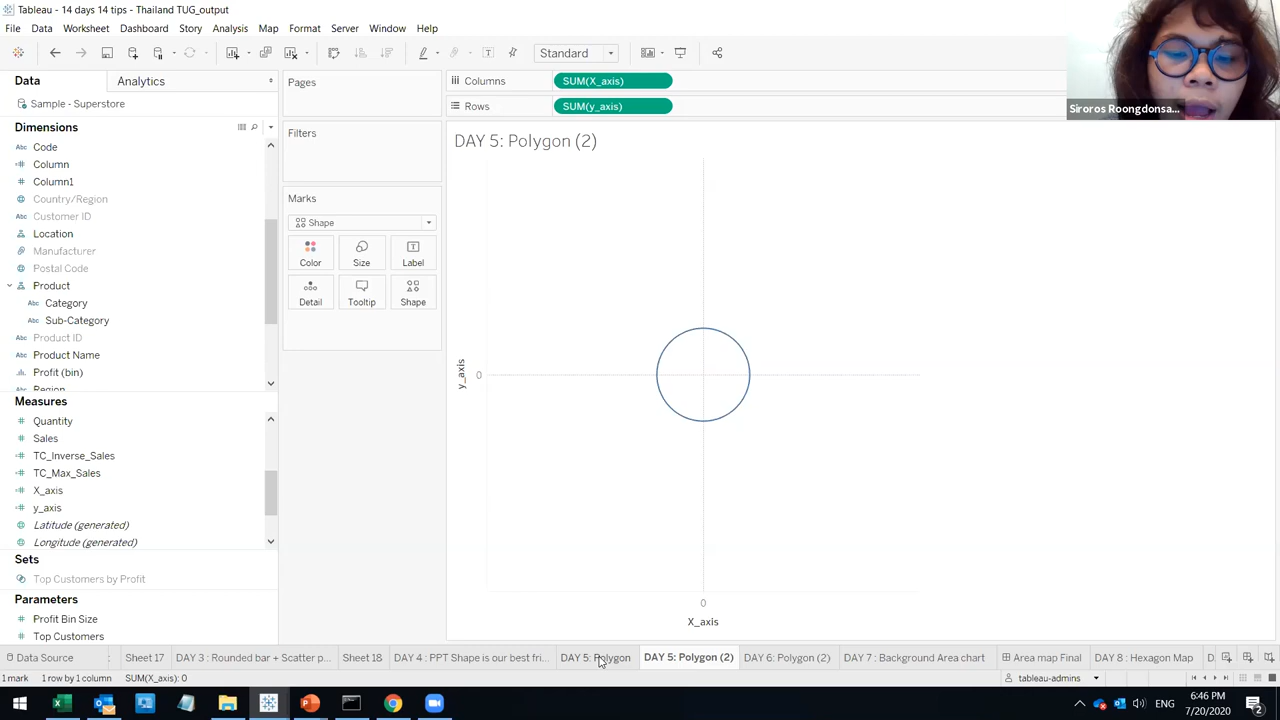 Tableau - 14 days 14 tips - Thailand TUG_output
File Data Worksheet Dashboard Story Analysis Map Format Server Window Help
Standard
Data Analytics
Sample - Superstore
Dimensions
Abc Code
Column
Column1
Country/Region
Abc Customer ID
Location
Manufacturer
Postal Code
Product
Abc Category
Abc Sub-Category
Abc Product ID
Abc Product Name
Profit (bin)
Region
Measures
Quantity
Sales
TC_Inverse_Sales
TC_Max_Sales
X_axis
y_axis
Latitude (generated)
Longitude (generated)
Sets
Top Customers by Profit
Parameters
Profit Bin Size
Top Customers
Pages
Filters
Marks
Shape
Color Size Label
Detail Tooltip Shape
Columns SUM(X_axis)
Rows SUM(y_axis)
Siroros Roongdonsa...
DAY 5: Polygon (2)
y_axis
0
0
X_axis
Data Source Sheet 17 DAY 3 : Rounded bar + Scatter p... Sheet 18 DAY 4 : PPT Shape is our best fri... DAY 5: Polygon DAY 5: Polygon (2) DAY 6: Polygon (2) DAY 7 : Background Area chart Area map Final DAY 8 : Hexagon Map D
1 mark 1 row by 1 column SUM(X_axis): 0 tableau-admins
ENG
6:46 PM
7/20/2020
2